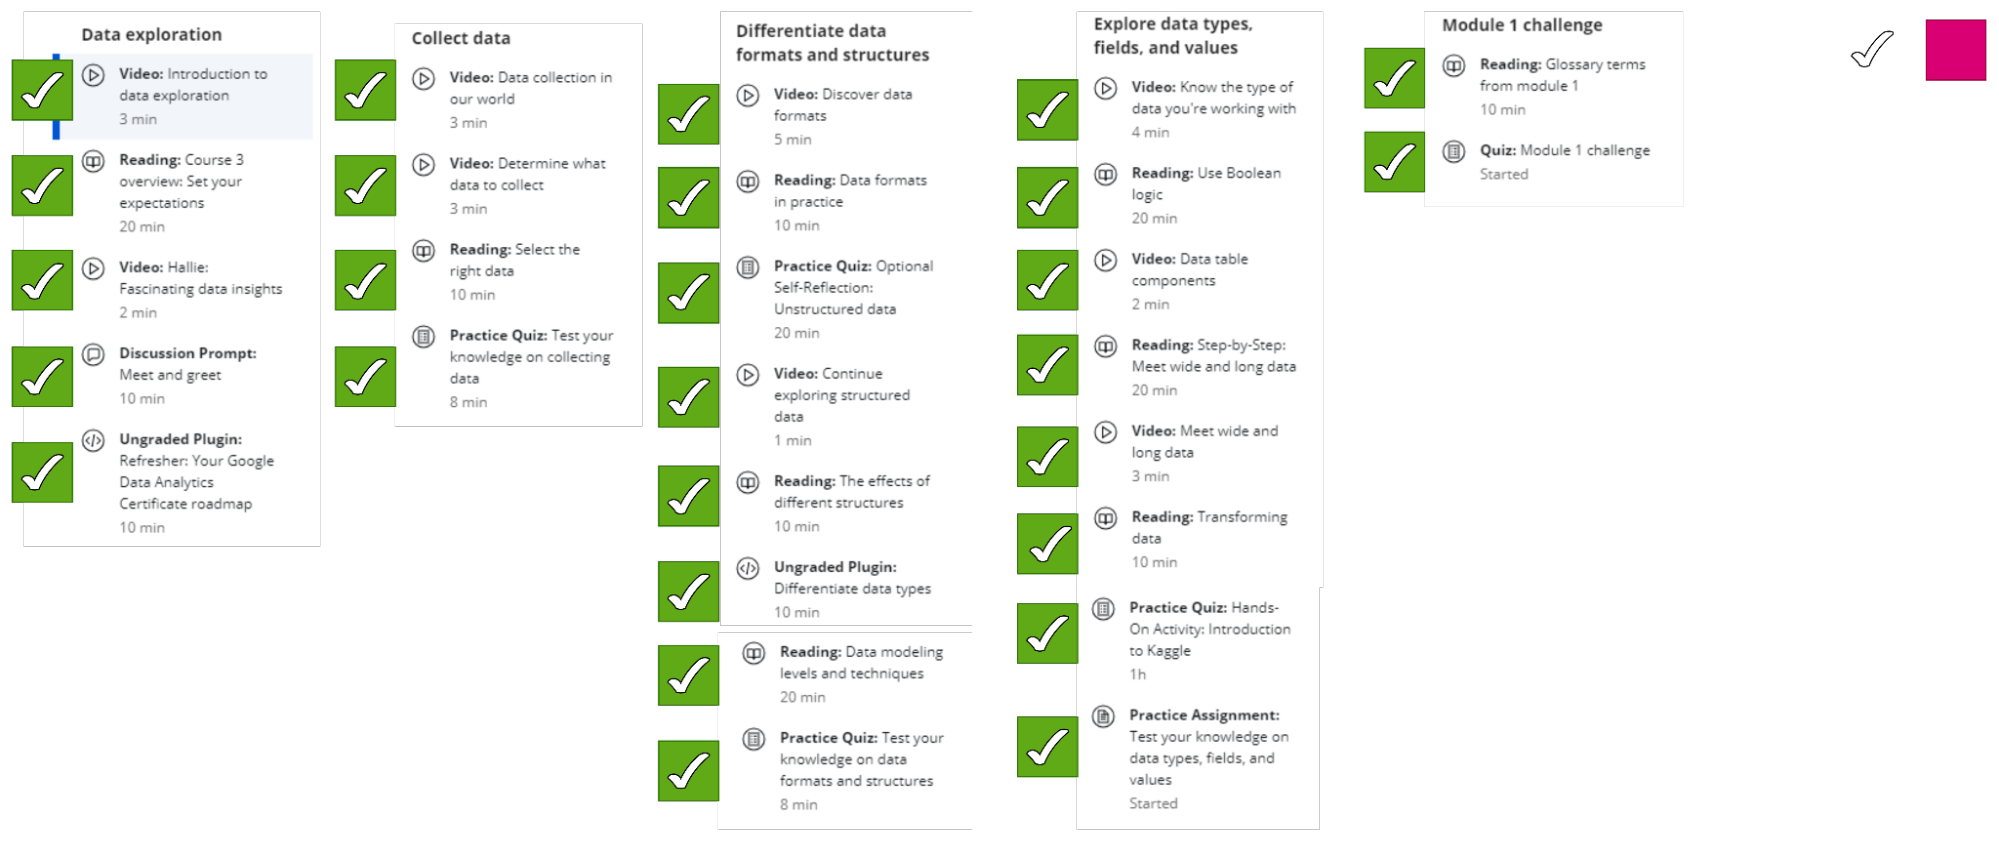 Data exploration
Video: Introduction to
data exploration
3 min
Reading: Course 3
overview: Set your
expectations
20 min
Video: Hallie:
Fascinating data insights
2 min
Discussion Prompt:
Meet and greet
10 min
Ungraded Plugin:
Refresher: Your Google
Data Analytics
Certificate roadmap
10 min
Collect data
Video: Data collection in
our world
3 min
Video: Determine what
data to collect
3 min
Reading: Select the
right data
10 min
Practice Quiz: Test your
knowledge on collecting
data
8 min
Differentiate data
formats and structures
Video: Discover data
formats
5 min
Reading: Data formats
in practice
10 min
Practice Quiz: Optional
Self-Reflection:
Unstructured data
20 min
Video: Continue
exploring structured
data
1 min
Reading: The effects of
different structures
10 min
Ungraded Plugin:
Differentiate data types
10 min
Reading: Data modeling
levels and techniques
20 min
Practice Quiz: Test your
knowledge on data
formats and structures
8 min
Explore data types,
fields, and values
Video: Know the type of
data you're working with
4 min
Reading: Use Boolean
logic
20 min
Video: Data table
components
2 min
Reading: Step-by-Step:
Meet wide and long data
20 min
Video: Meet wide and
long data
3 min
Reading: Transforming
data
10 min
Practice Quiz: Hands-
On Activity: Introduction
to Kaggle
1h
Practice Assignment:
Test your knowledge on
data types, fields, and
values
Started
Module 1 challenge
Reading: Glossary terms
from module 1
10 min
Quiz: Module 1 challenge
Started